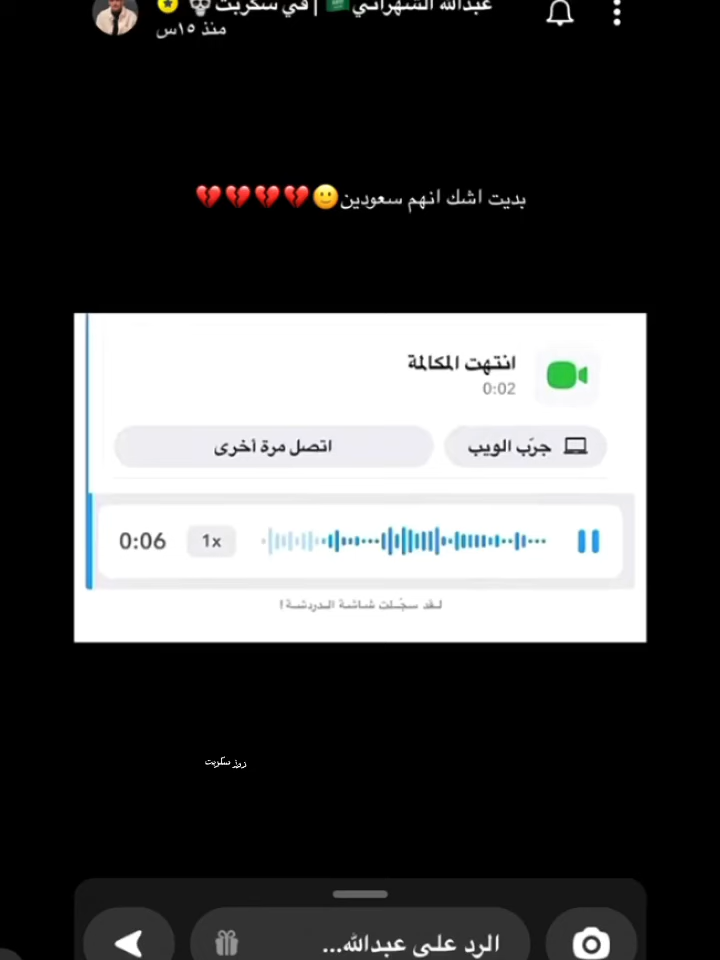 عبدالله الشهراني🇸🇦 | في سكربت💀
منذ ١٥س
بديت اشك انهم سعودين🙂💔💔💔💔
انتهت المكالمة
0:02
جرّب الويب
اتصل مرة أخرى
0:06
1x
لقد سجّلت شاشة الدردشة!
روز سكربت
الرد على عبدالله...